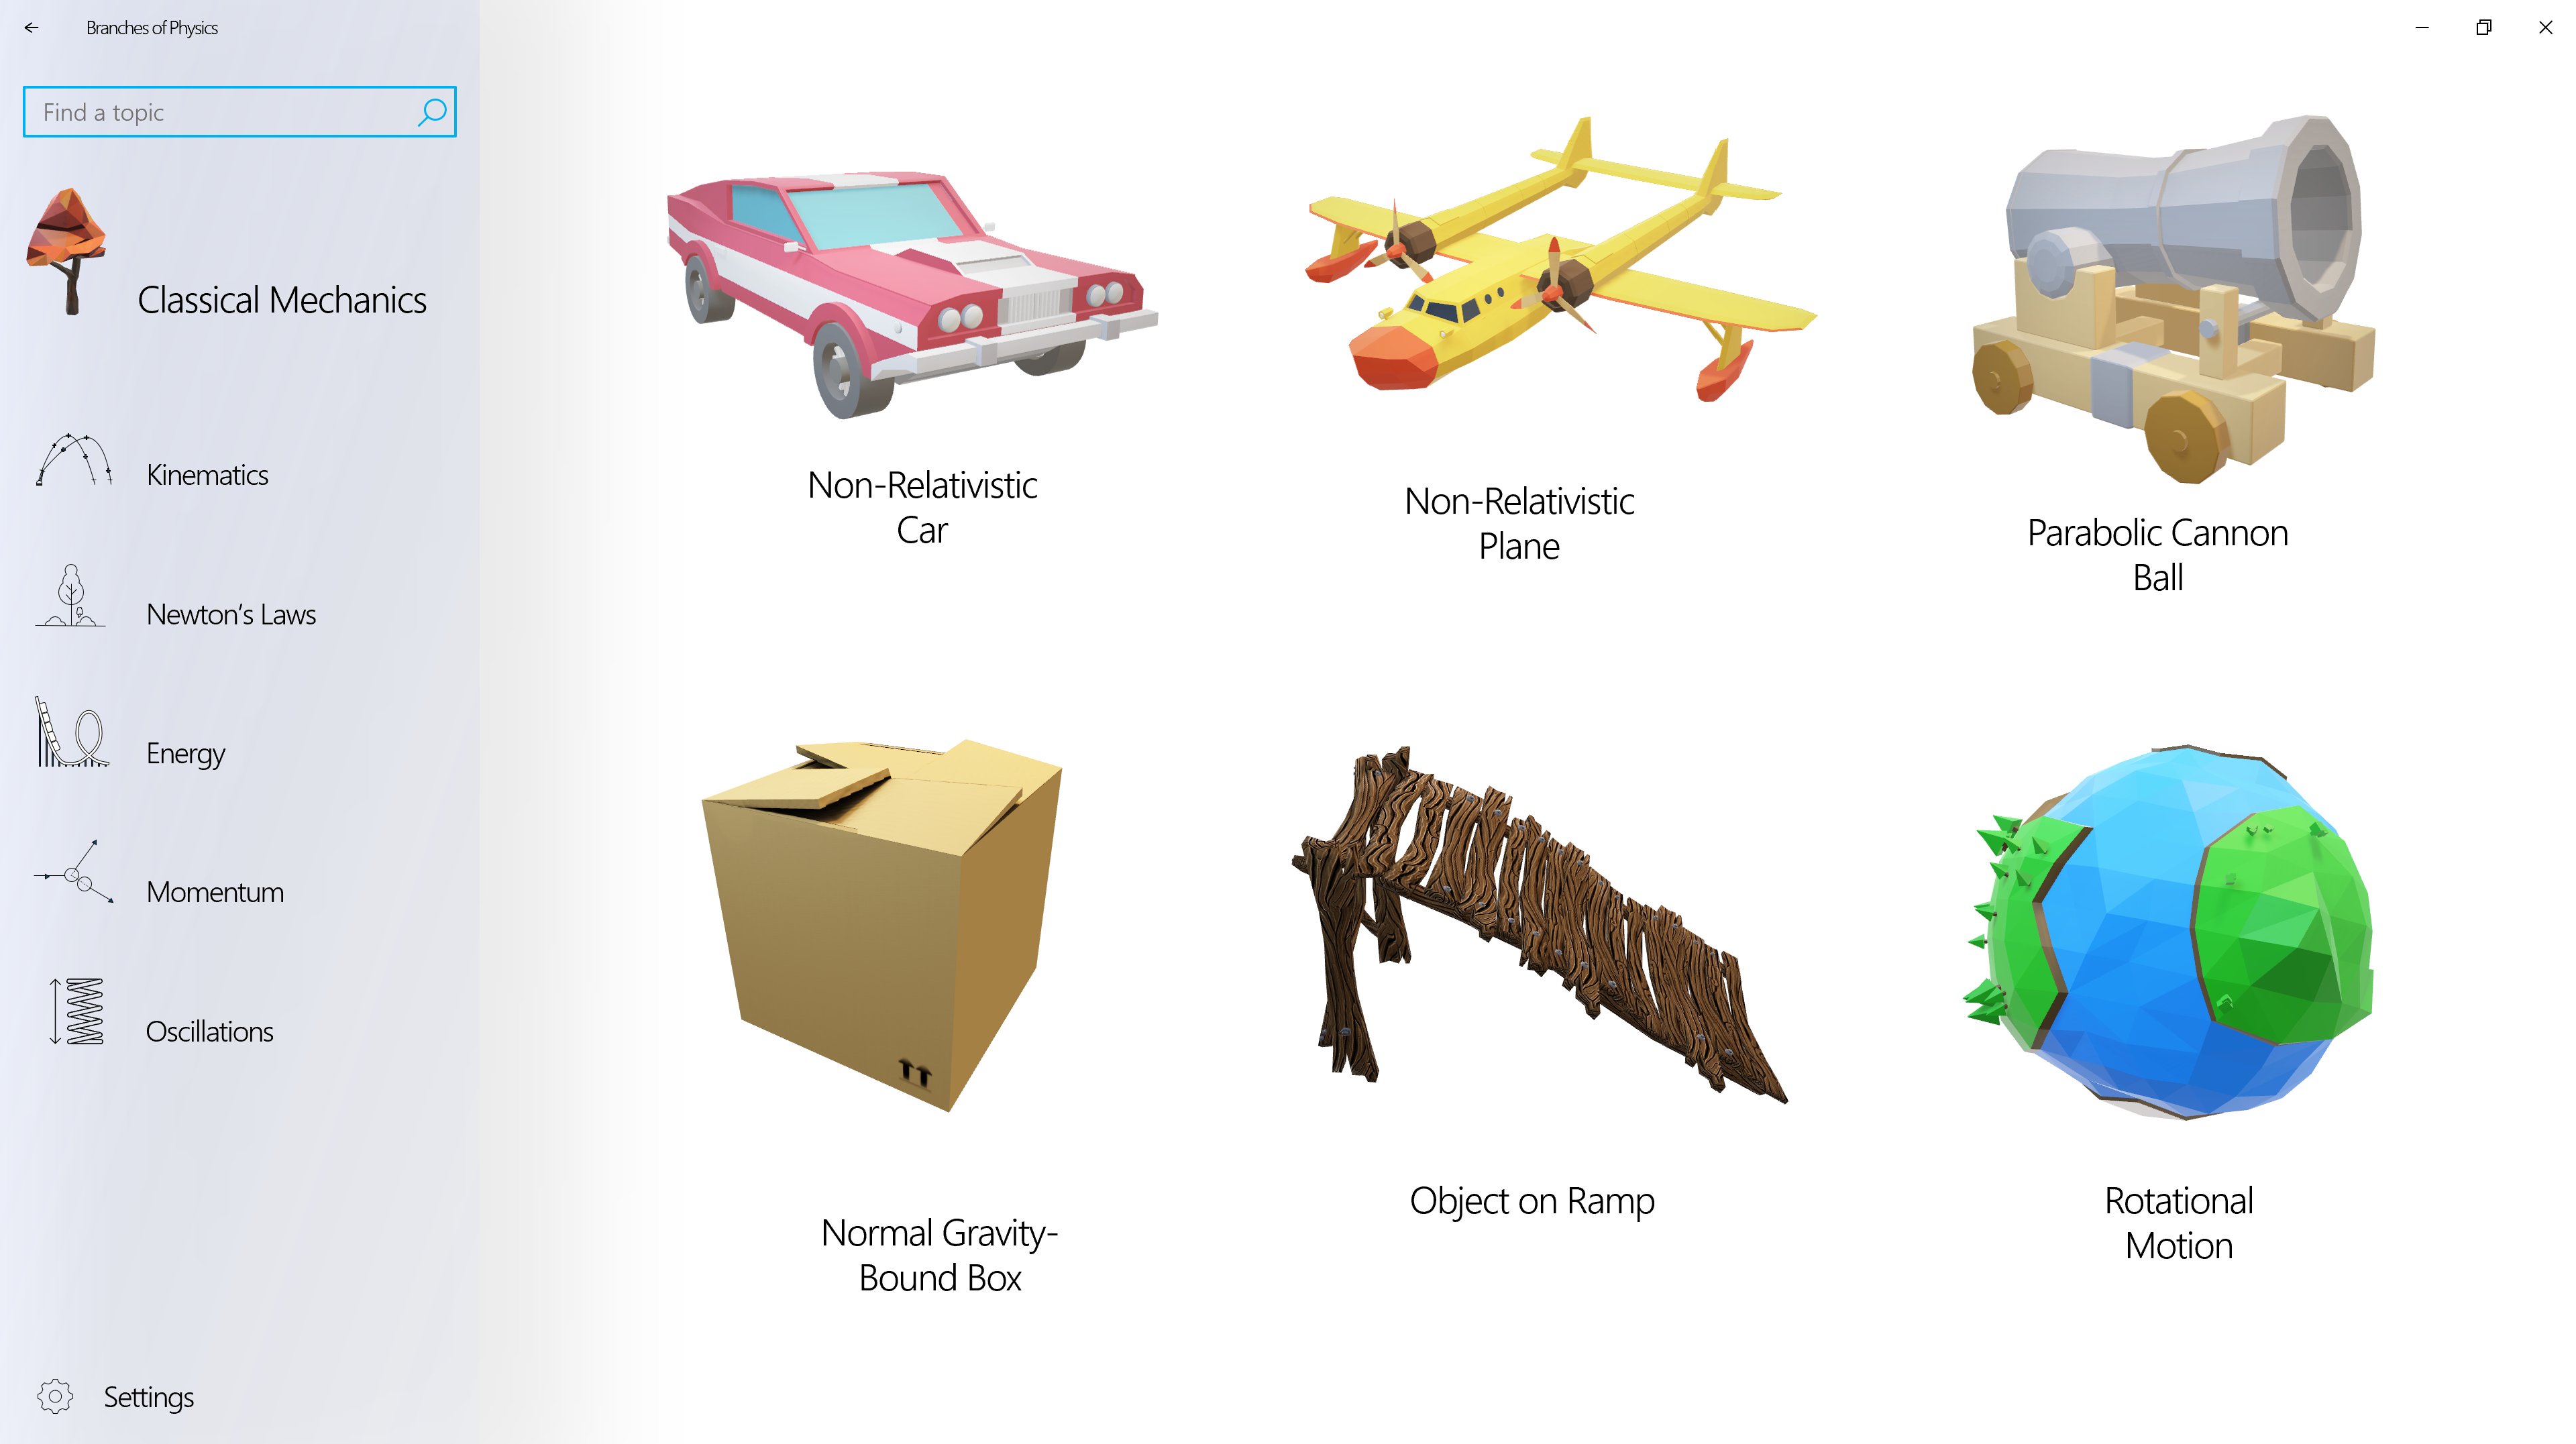 Branches of Physics
Find a topic
Classical Mechanics
Kinematics
Newton’s Laws
Energy
Momentum
Oscillations
Settings
Non-Relativistic
Car
Non-Relativistic
Plane
Parabolic Cannon
Ball
Normal Gravity-
Bound Box
Object on Ramp
Rotational
Motion